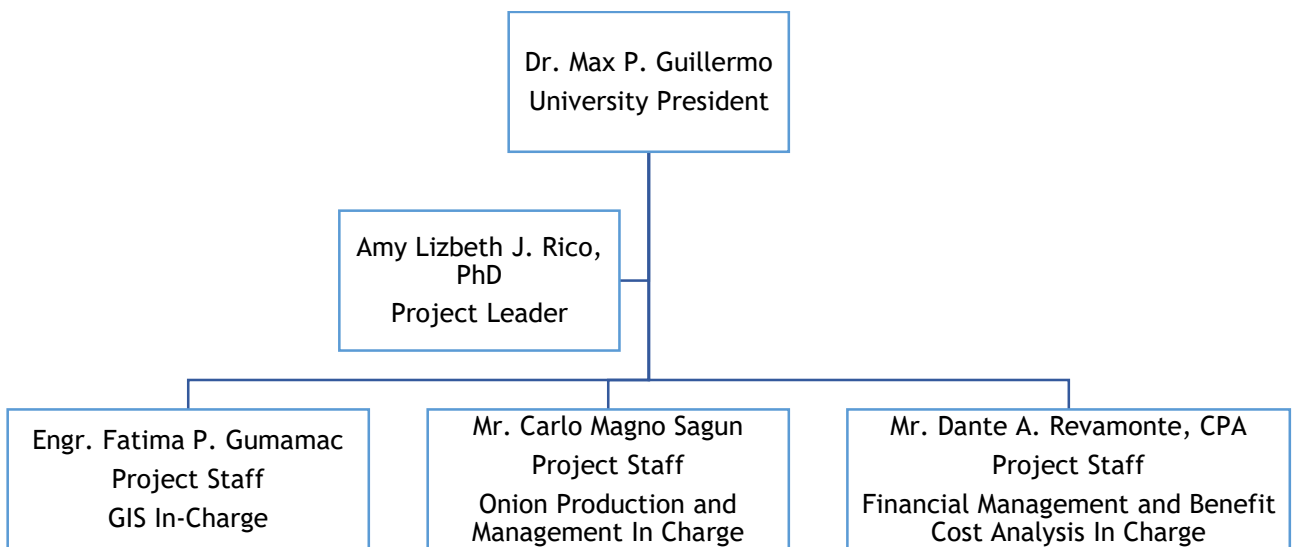 Dr. Max P. Guillermo
University President
Amy Lizbeth J. Rico,
PhD
Project Leader
Engr. Fatima P. Gumamac
Project Staff
GIS In-Charge
Mr. Carlo Magno Sagun
Project Staff
Onion Production and
Management In Charge
Mr. Dante A. Revamonte, CPA
Project Staff
Financial Management and Benefit
Cost Analysis In Charge